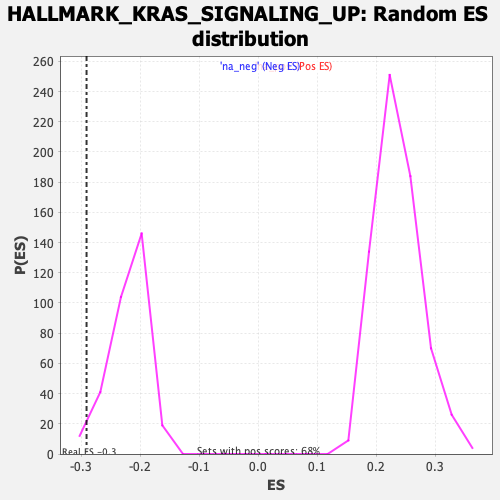 HALLMARK_KRAS_SIGNALING_UP: Random ES
distribution
'na_neg' (Neg ES)Pos ES)
260
240
220
200
180
160
140
120
100
80
60
40
20
0
P(ES)
Real ES -0.3
Sets with pos scores: 68%
-0.3 -0.2 -0.1 0.0 0.1 0.2 0.3
ES